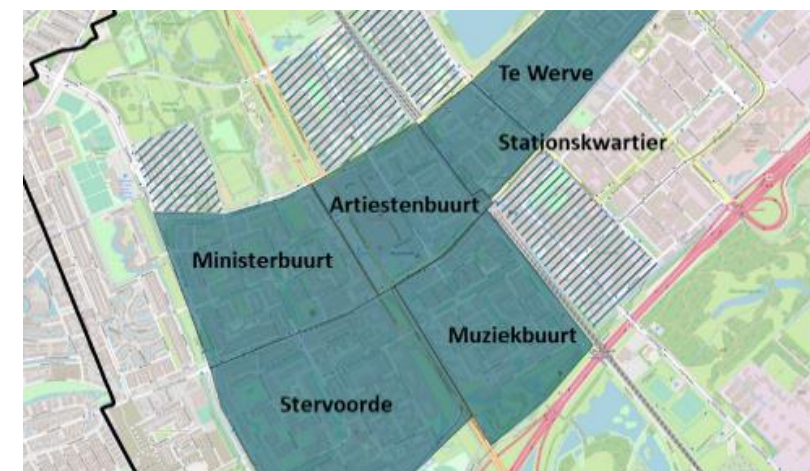 Te Werve
Stationskwartier
Artiestenbuurt
Ministerbuurt
Muziekbuurt
Stervoorde